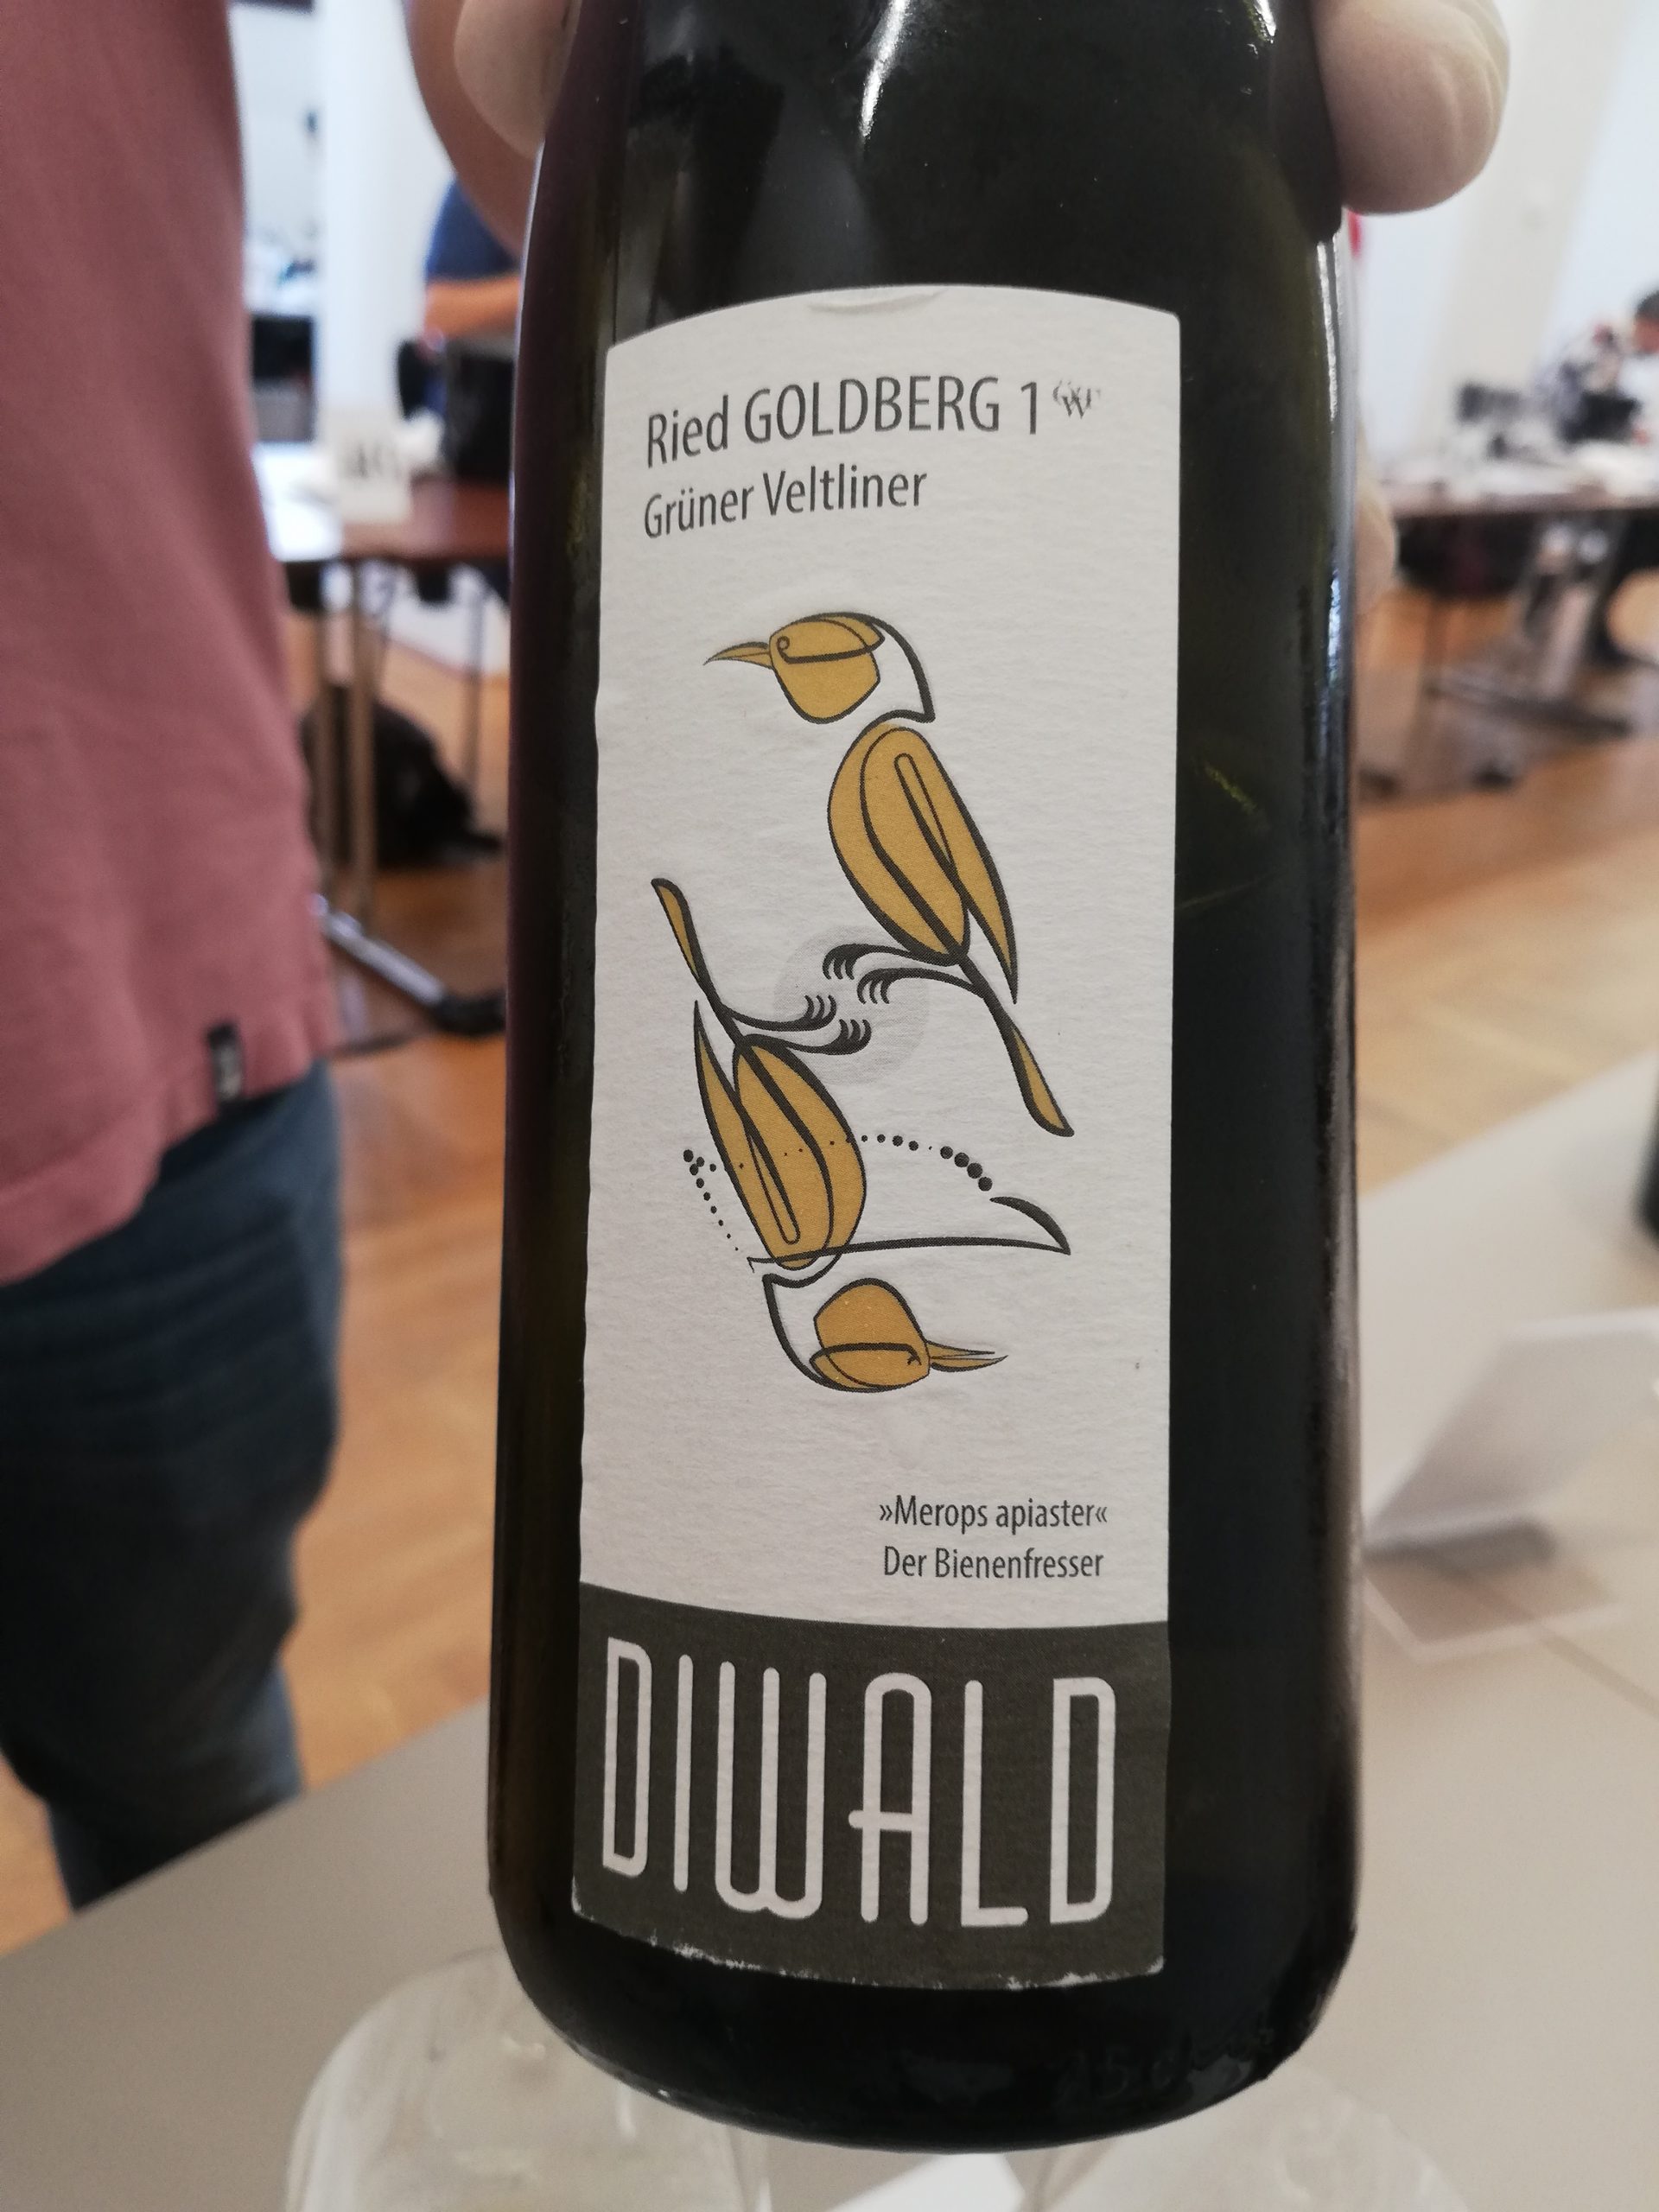 Ried GOLDBERG 1
Grüner Veltliner
»Merops apiaster«
Der Bienenfresser
DIWALD